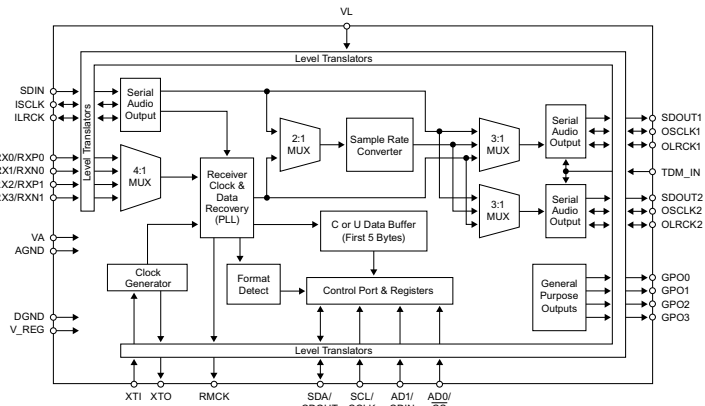 VL
Level Translators
SDIN
ISCLK
ILRCK
Level Translators
Serial
Audio
Output
2:1
MUX
Sample Rate
Converter
3:1
MUX
Serial
Audio
Output
SDOUT1
OSCLK1
OLRCK1
RX0/RXP0
RX1/RXN0
RX2/RXP1
RX3/RXN1
4:1
MUX
Receiver
Clock &
Data
Recovery
(PLL)
TDM_IN
3:1
MUX
Serial
Audio
Output
SDOUT2
OSCLK2
OLRCK2
VA
AGND
C or U Data Buffer
(First 5 Bytes)
Clock
Generator
Format
Detect
Control Port & Registers
General
Purpose
Outputs
GPO0
GPO1
GPO2
GPO3
DGND
V_REG
Level Translators
XTI
XTO
RMCK
SDA/
SCL/
AD1/
AD0/